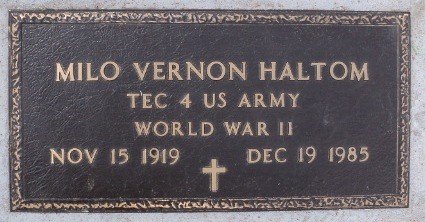 MILO VERNON HALTOM
TEC 4 US ARMY
WORLD WAR II
NOV 15 1919 DEC 19 1985